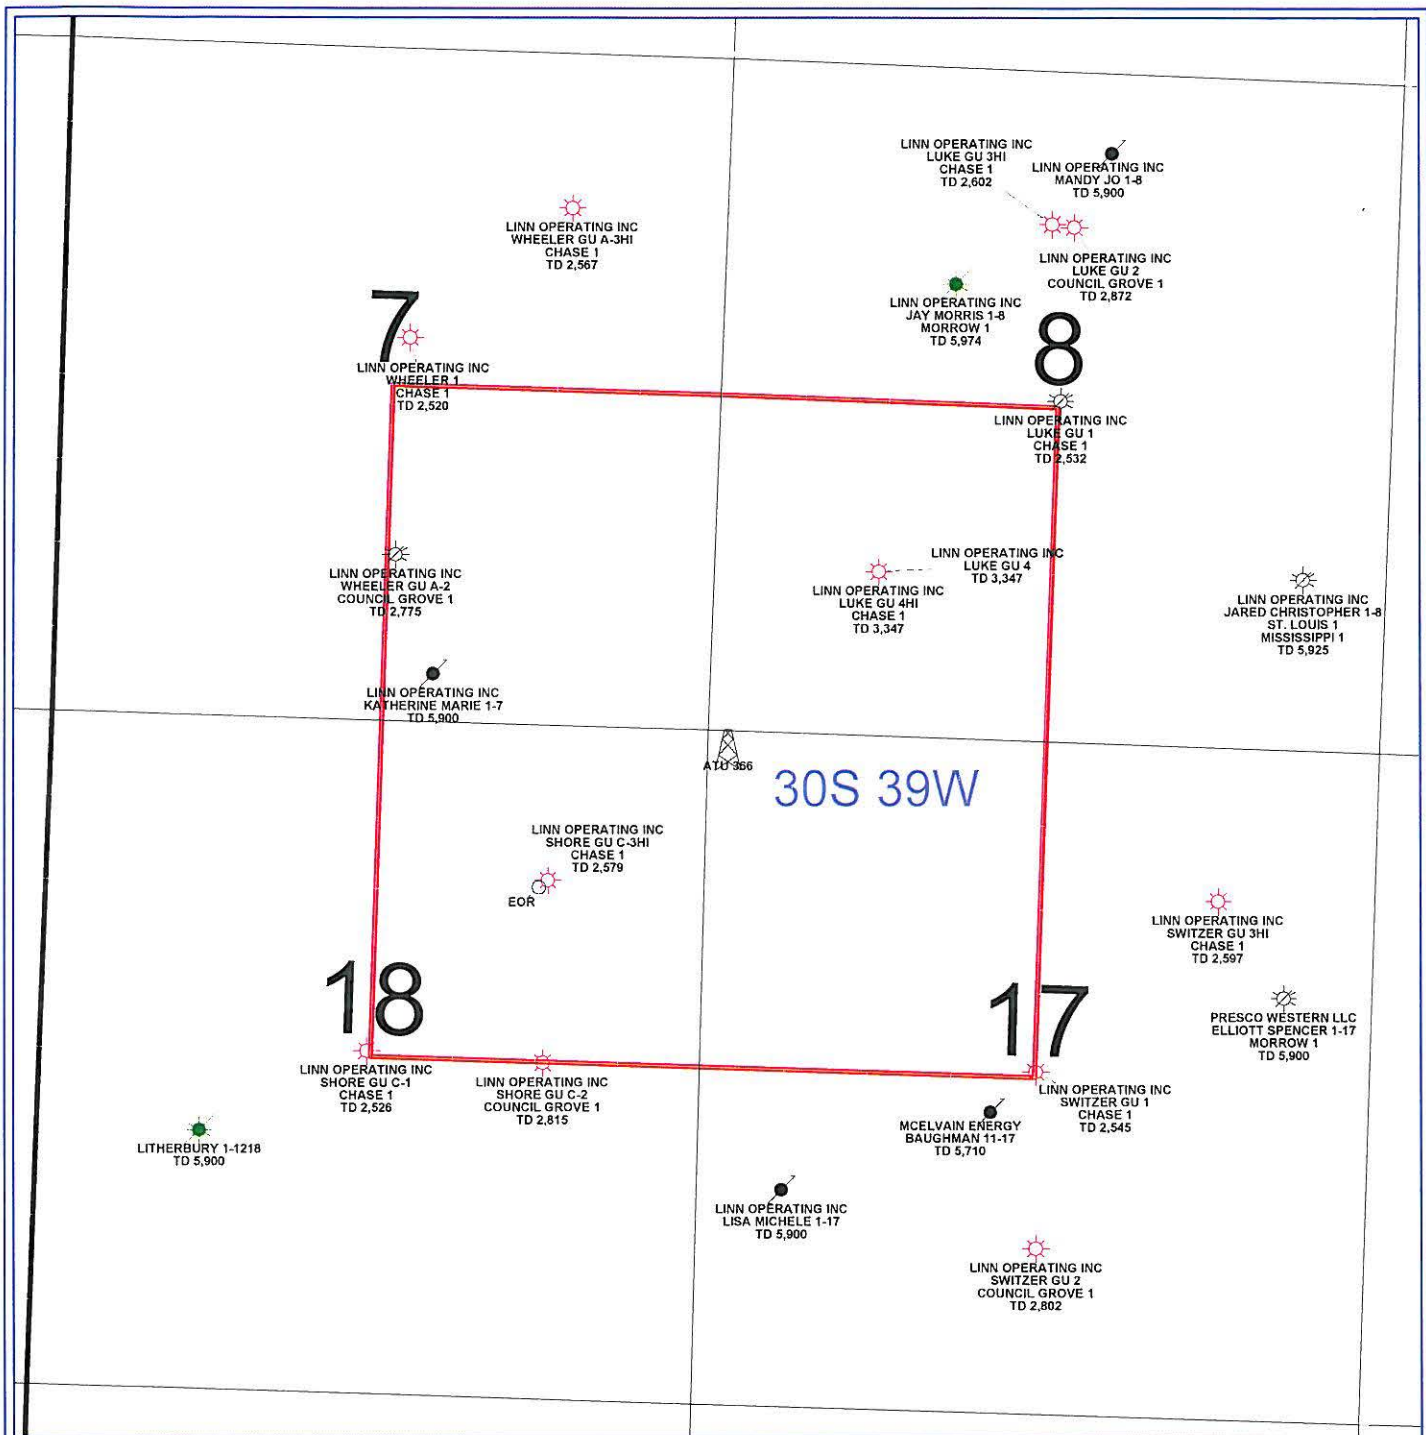 LINN OPERATING INC
LUKE GU 3HI
CHASE 1
TD 2,602
LINN OPERATING INC
MANDY JO 1-8
TD 5,900
LINN OPERATING INC
WHEELER GU A-3HI
CHASE 1
TD 2,567
LINN OPERATING INC
LUKE GU 2
COUNCIL GROVE 1
TD 2,872
LINN OPERATING INC
JAY MORRIS 1-8
MORROW 1
TD 5,974
7
8
LINN OPERATING INC
WHEELER 1
CHASE 1
TD 2,520
LINN OPERATING INC
LUKE GU 1
CHASE 1
TD 2,532
LINN OPERATING INC
LUKE GU 4
TD 3,347
LINN OPERATING INC
WHEELER GU A-2
COUNCIL GROVE 1
TD 2,775
LINN OPERATING INC
LUKE GU 4HI
CHASE 1
TD 3,347
LINN OPERATING INC
JARED CHRISTOPHER 1-8
ST. LOUIS 1
MISSISSIPPI 1
TD 5,925
LINN OPERATING INC
KATHERINE MARIE 1-7
TD 5,900
ATU 366
30S 39W
LINN OPERATING INC
SHORE GU C-3HI
CHASE 1
TD 2,579
EOR
LINN OPERATING INC
SWITZER GU 3HI
CHASE 1
TD 2,597
18
17
PRESCO WESTERN LLC
ELLIOTT SPENCER 1-17
MORROW 1
TD 5,900
LINN OPERATING INC
SHORE GU C-1
CHASE 1
TD 2,526
LINN OPERATING INC
SHORE GU C-2
COUNCIL GROVE 1
TD 2,815
LINN OPERATING INC
SWITZER GU 1
CHASE 1
TD 2,545
MCELVAIN ENERGY
BAUGHMAN 11-17
TD 5,710
LITHERBURY 1-1218
TD 5,900
LINN OPERATING INC
LISA MICHELE 1-17
TD 5,900
LINN OPERATING INC
SWITZER GU 2
COUNCIL GROVE 1
TD 2,802